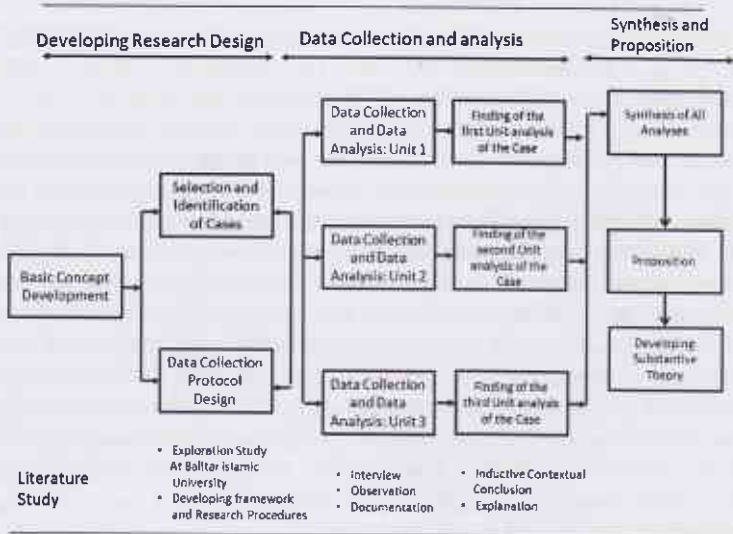 Developing Research Design
Data Collection and analysis
Synthesis and
Proposition
Basic Concept
Development
Selection and
Identification
of Cases
Data Collection
Protocol
Design
Data Collection
and Data
Analysis: Unit 1
Finding of the
first Unit analysis
of the Case
Data Collection
and Data
Analysis: Unit 2
Finding of the
second Unit
analysis of the
Case
Data Collection
and Data
Analysis: Unit 3
Finding of the
third Unit analysis
of the Case
Synthesis of All
Analyses
Proposition
Developing
Substantive
Theory
Literature
Study
• Exploration Study
At Balitar Islamic
University
• Developing framework
and Research Procedures
• Interview
• Observation
• Documentation
• Inductive Contextual
Conclusion
• Explanation